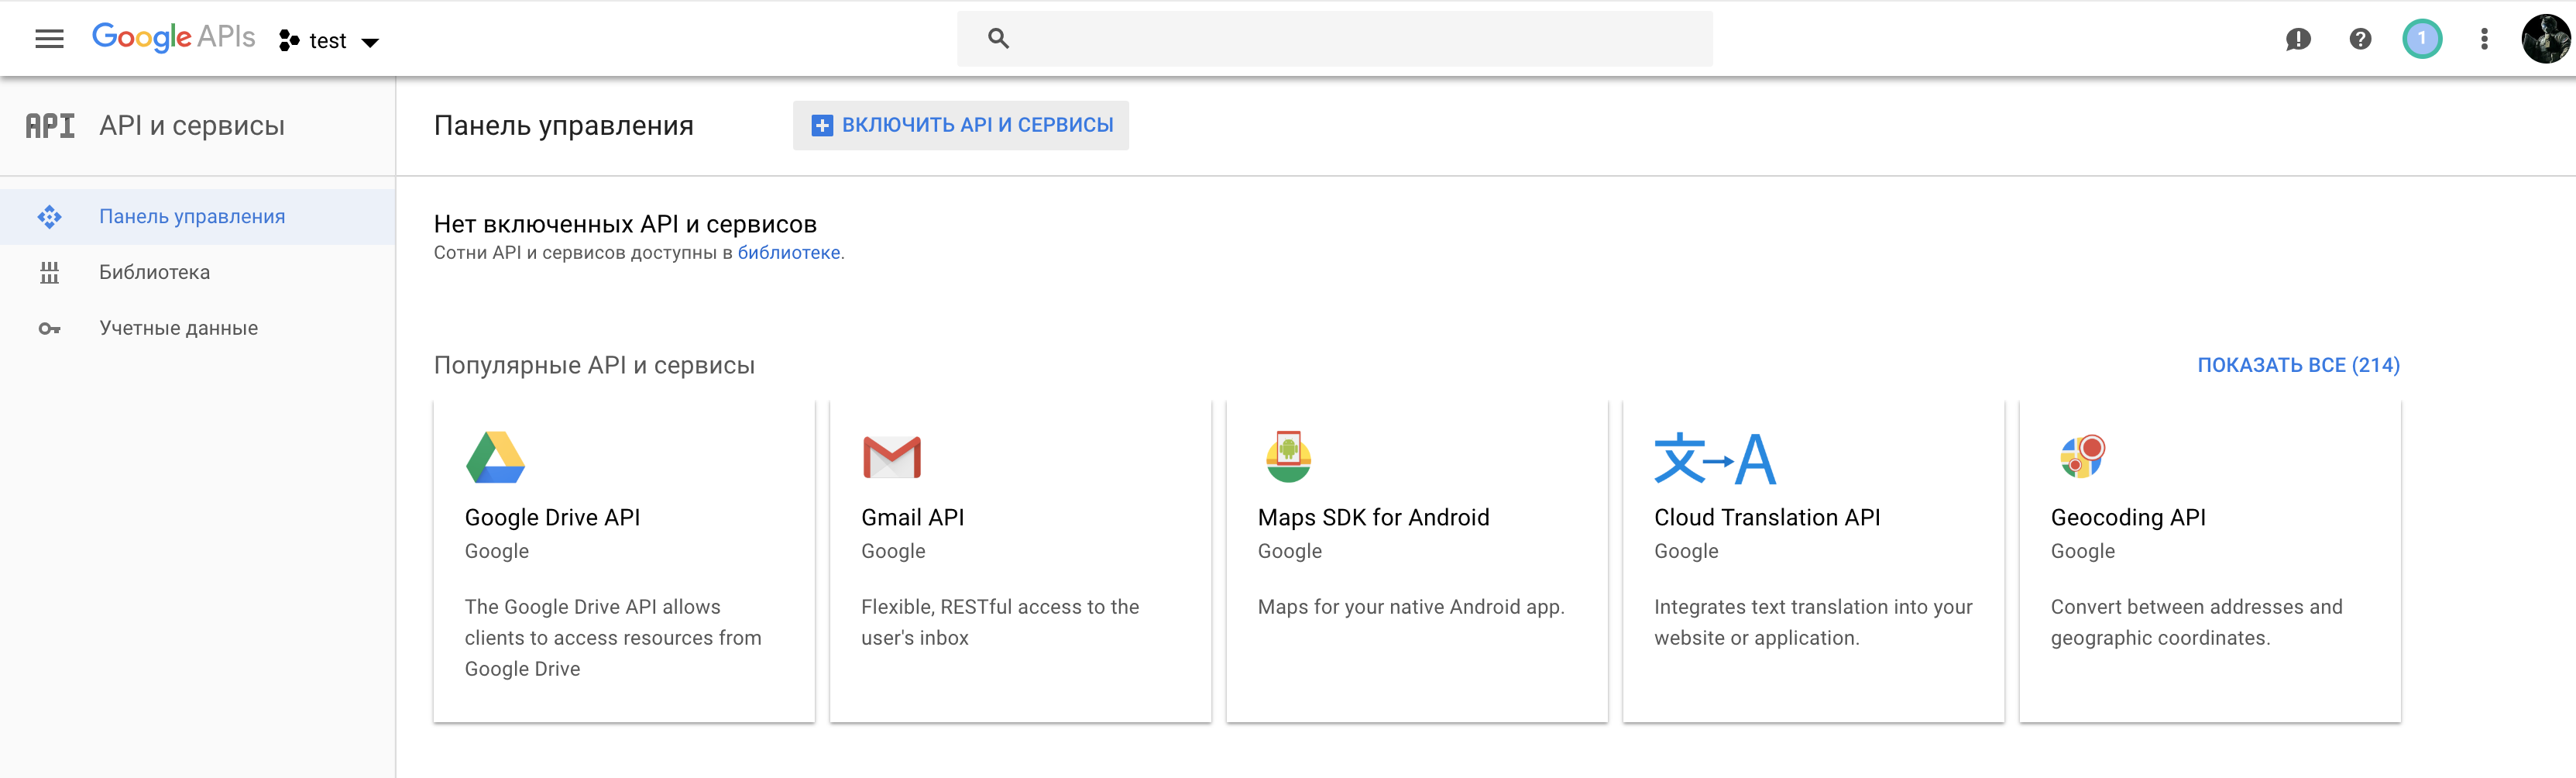 Google APIs test
1
API API и сервисы
Панель управления
ВКЛЮЧИТЬ API И СЕРВИСЫ
Панель управления
Библиотека
Учетные данные
Нет включенных API и сервисов
Сотни API и сервисов доступны в библиотеке.
Популярные API и сервисы
ПОКАЗАТЬ ВСЕ (214)
Google Drive API
Google
The Google Drive API allows
clients to access resources from
Google Drive
Gmail API
Google
Flexible, RESTful access to the
user's inbox
Maps SDK for Android
Google
Maps for your native Android app.
文→A
Cloud Translation API
Google
Integrates text translation into your
website or application.
Geocoding API
Google
Convert between addresses and
geographic coordinates.